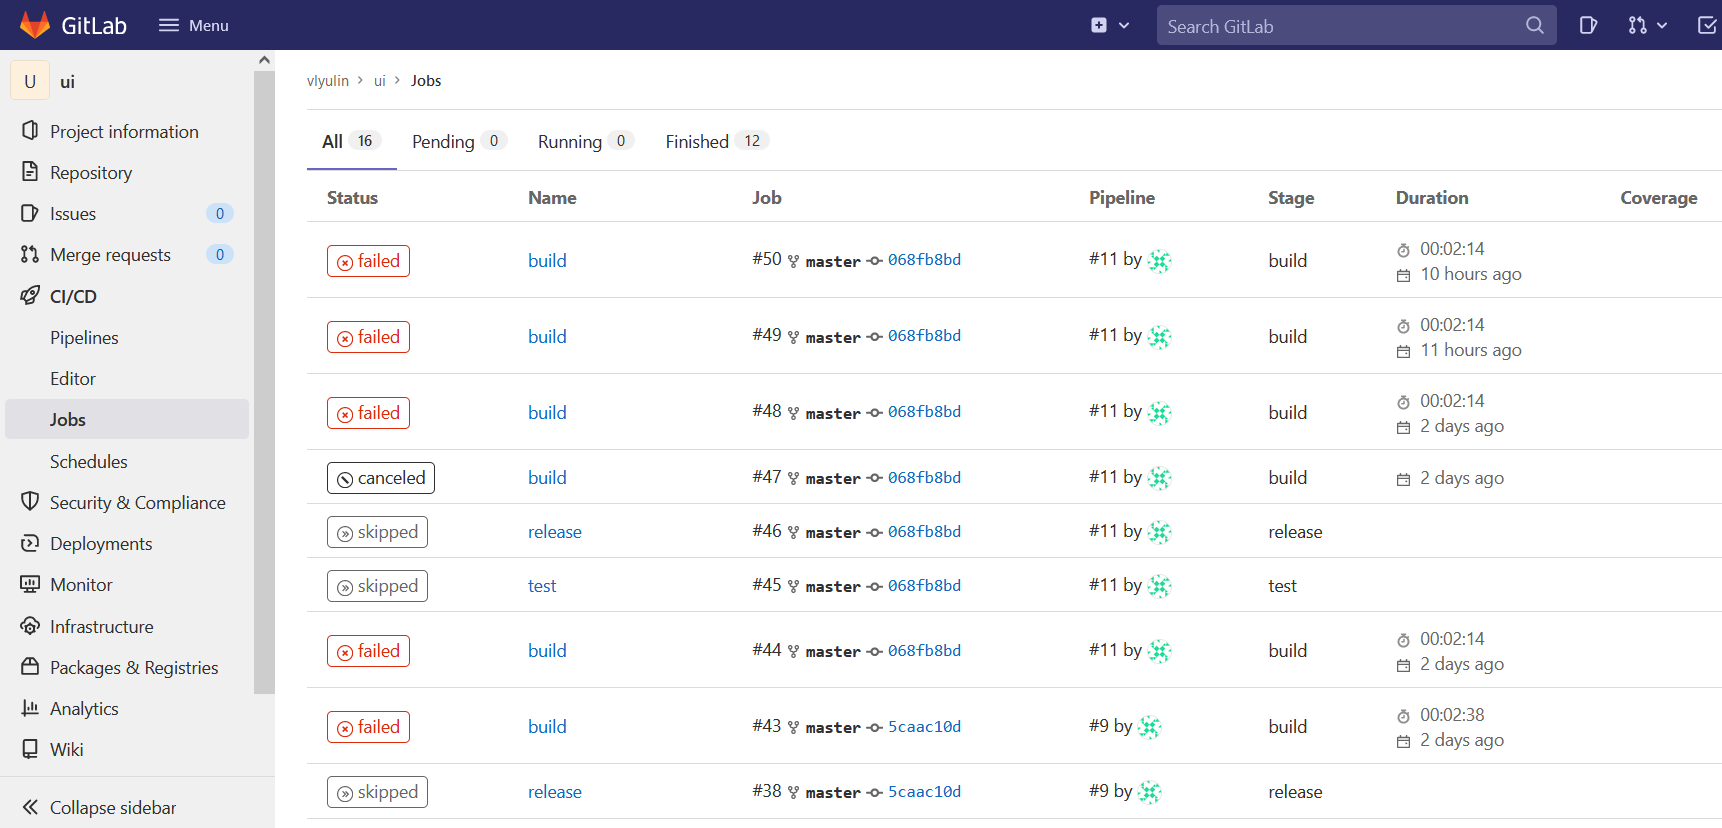 GitLab Menu Search GitLab
U ui
Project information
Repository
Issues 0
Merge requests 0
CI/CD
Pipelines
Editor
Jobs
Schedules
Security & Compliance
Deployments
Monitor
Infrastructure
Packages & Registries
Analytics
Wiki
Collapse sidebar
vlyulin > ui > Jobs
All 16 Pending 0 Running 0 Finished 12
Status Name Job Pipeline Stage Duration Coverage
failed build #50 master 068fb8bd #11 by build 00:02:14
10 hours ago
failed build #49 master 068fb8bd #11 by build 00:02:14
11 hours ago
failed build #48 master 068fb8bd #11 by build 00:02:14
2 days ago
canceled build #47 master 068fb8bd #11 by build 2 days ago
skipped release #46 master 068fb8bd #11 by release
skipped test #45 master 068fb8bd #11 by test
failed build #44 master 068fb8bd #11 by build 00:02:14
2 days ago
failed build #43 master 5caac10d #9 by build 00:02:38
2 days ago
skipped release #38 master 5caac10d #9 by release